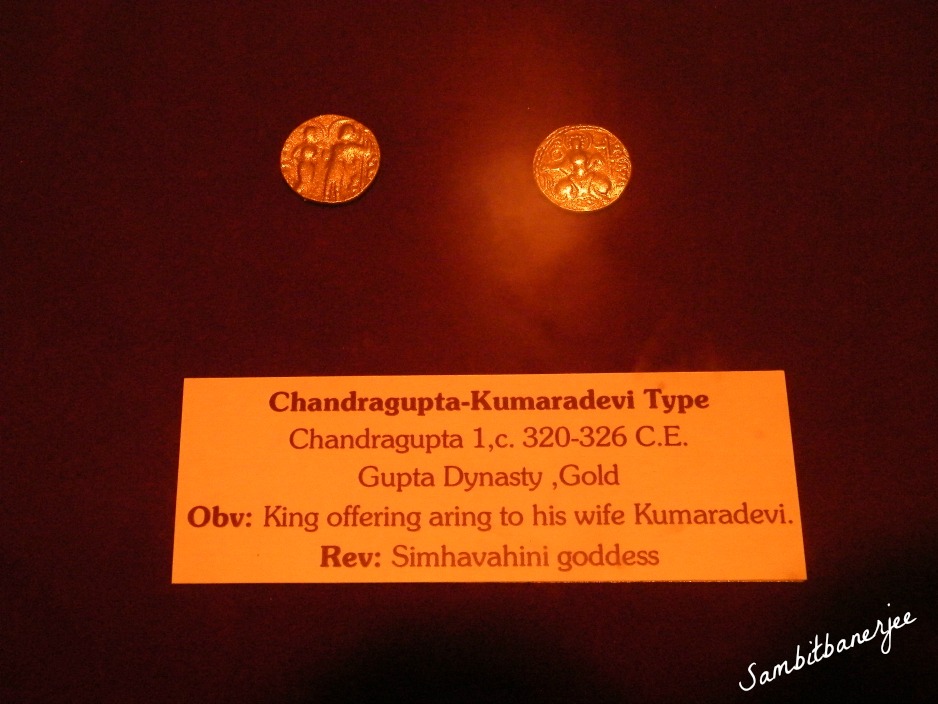 Chandragupta-Kumaradevi Type
Chandragupta 1,c. 320-326 C.E.
Gupta Dynasty ,Gold
Obv: King offering aring to his wife Kumaradevi.
Rev: Simhavahini goddess
Sambitbanerjee